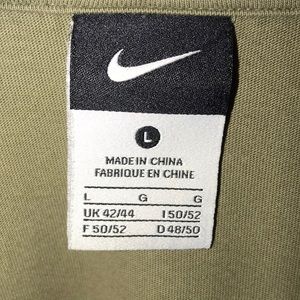 L
MADE IN CHINA
FABRIQUE EN CHINE
L G G
UK 42/44 I 50/52
F 50/52 D 48/50